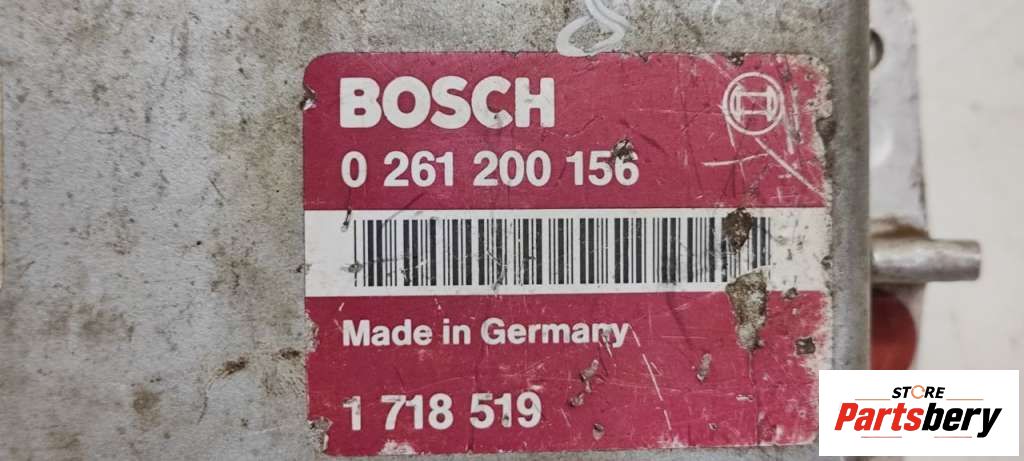 BOSCH
0 261 200 156
Made in Germany
1 718 519
STORE
Partsbery